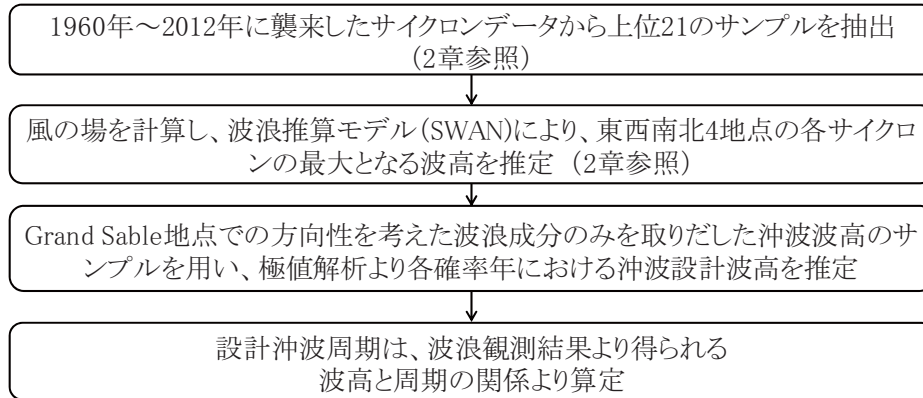 1960年～2012年に襲来したサイクロンデータから上位21のサンプルを抽出
（2章参照）
風の場を計算し、波浪推算モデル（SWAN）により、東西南北4地点の各サイクロ
ンの最大となる波高を推定 （2章参照）
Grand Sable地点での方向性を考えた波浪成分のみを取りだした沖波波高のサ
ンプルを用い、極値解析より各確率年における沖波設計波高を推定
設計沖波周期は、波浪観測結果より得られる
波高と周期の関係より算定